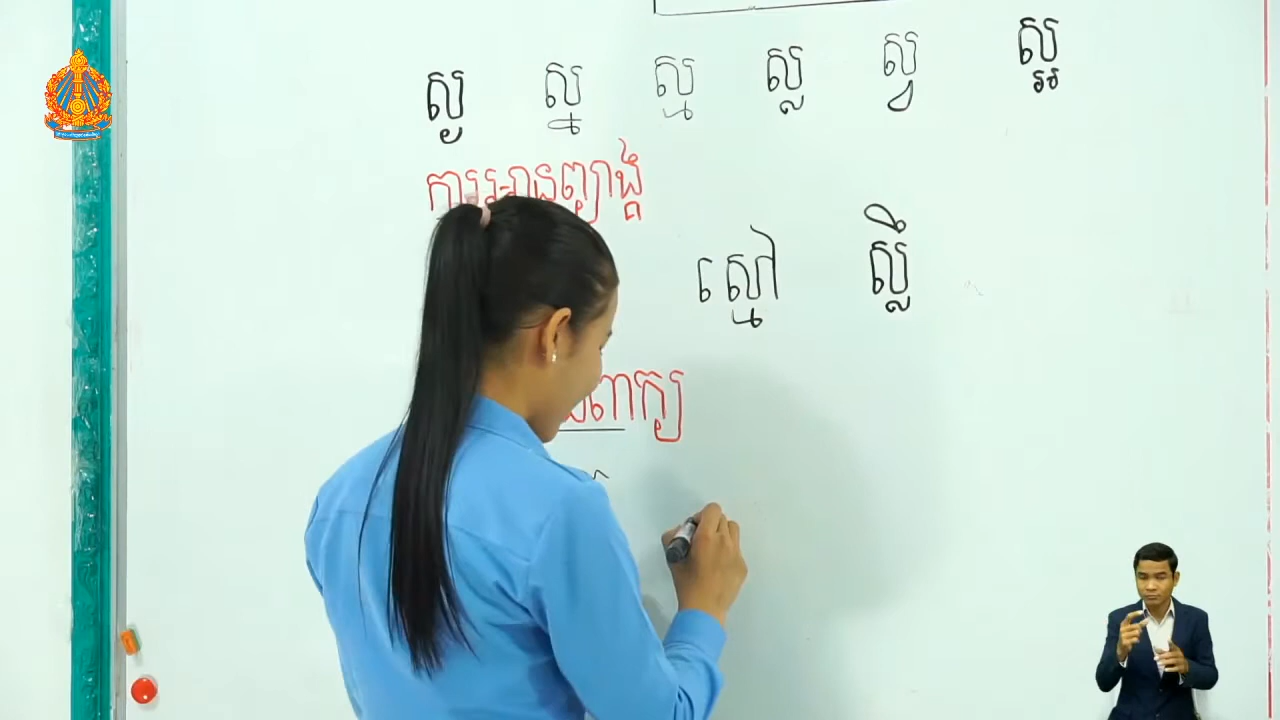 ស្ង ស្ន ស្ម ស្ល ស្វ ស្អ
ការអានព្យាង្គ
ស្មៅ ស្លឹ
ពាក្យ